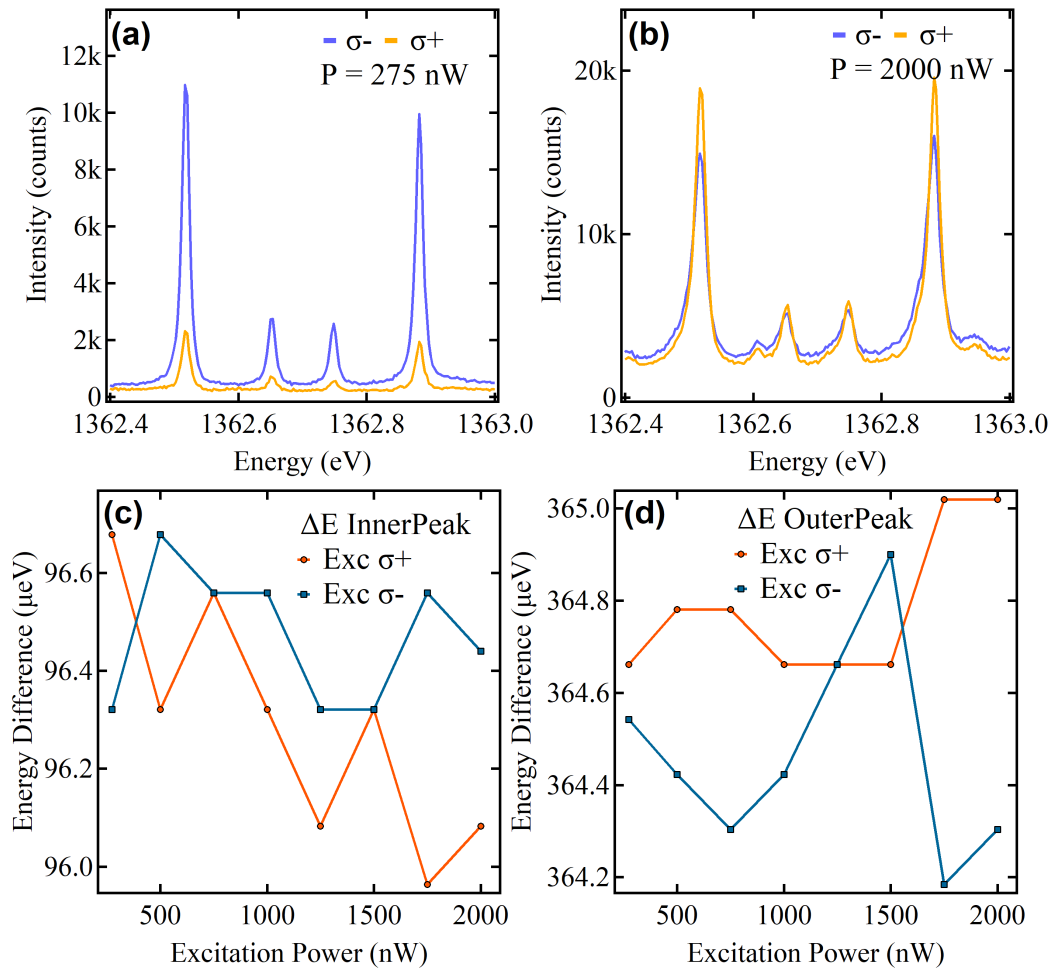 (a)
σ- σ+
P = 275 nW
12k
10k
8k
6k
4k
2k
0
Intensity (counts)
1362.4 1362.6 1362.8 1363.0
Energy (eV)
(b)
σ- σ+
P = 2000 nW
20k
10k
0
Intensity (counts)
1362.4 1362.6 1362.8 1363.0
Energy (eV)
(c)
ΔE InnerPeak
Exc σ+
Exc σ-
96.6
96.4
96.2
96.0
Energy Difference (μeV)
500 1000 1500 2000
Excitation Power (nW)
(d)
ΔE OuterPeak
Exc σ+
Exc σ-
365.0
364.8
364.6
364.4
364.2
Energy Difference (μeV)
500 1000 1500 2000
Excitation Power (nW)